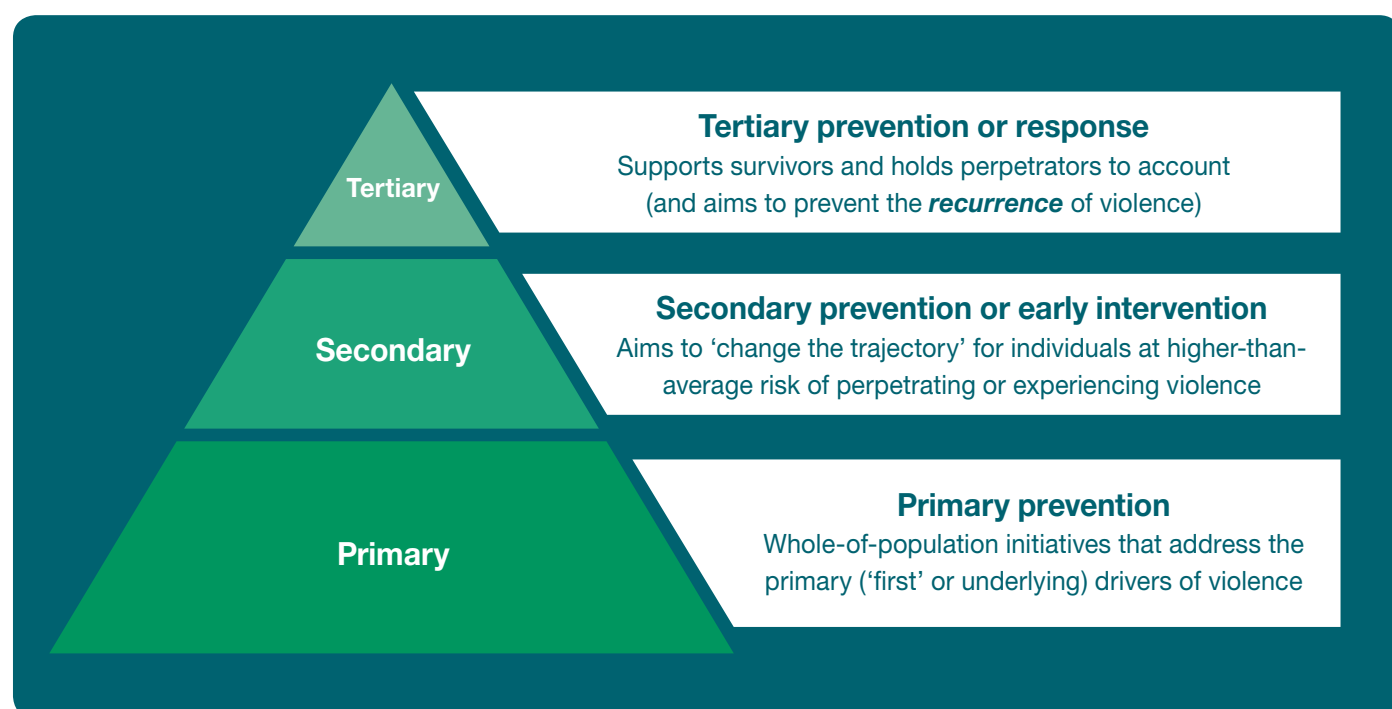 Tertiary
Tertiary prevention or response
Supports survivors and holds perpetrators to account
(and aims to prevent the recurrence of violence)
Secondary
Secondary prevention or early intervention
Aims to ‘change the trajectory’ for individuals at higher-than-
average risk of perpetrating or experiencing violence
Primary
Primary prevention
Whole-of-population initiatives that address the
primary (‘first’ or underlying) drivers of violence